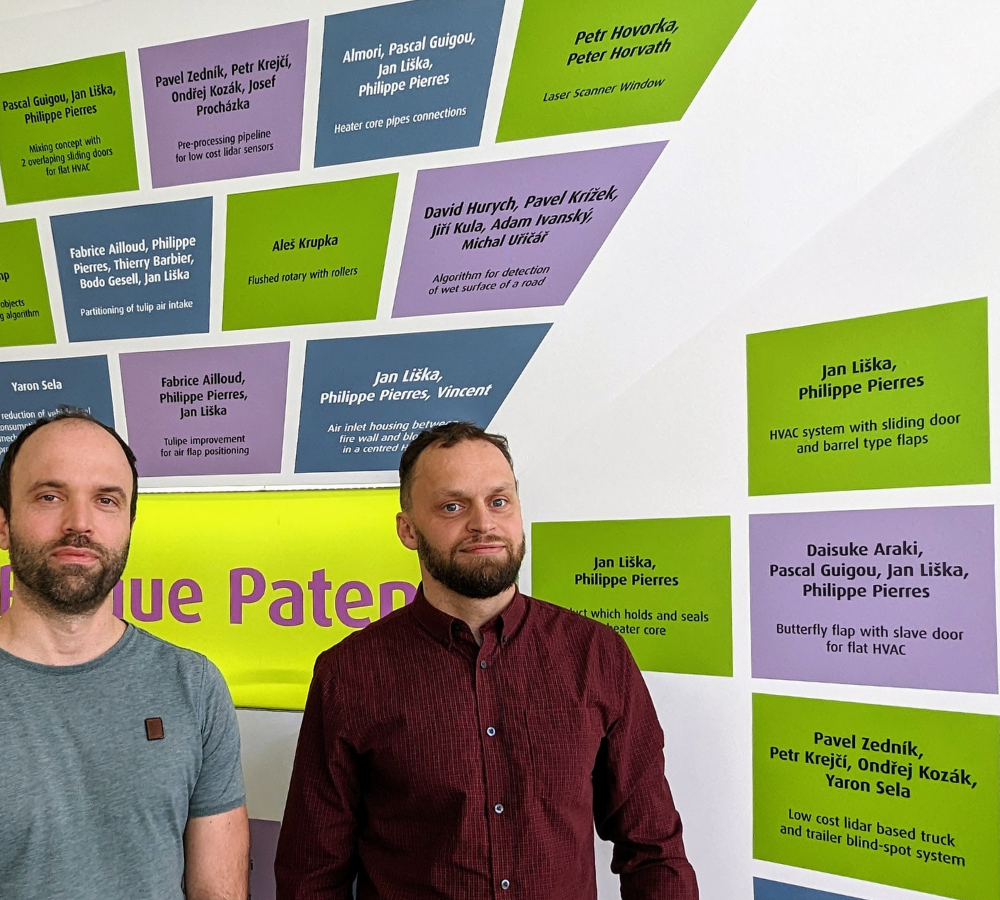 Pascal Guigou, Jan Liška,
Philippe Pierres
Mixing concept with
2 overlaping sliding doors
for flat HVAC
Pavel Zedník, Petr Krejčí,
Ondřej Kozák, Josef
Procházka
Pre-processing pipeline
for low cost lidar sensors
Almori, Pascal Guigou,
Jan Liška,
Philippe Pierres
Heater core pipes connections
Petr Hovorka,
Peter Horvath
Laser Scanner Window
objects
algorithm
Fabrice Ailloud, Philippe
Pierres, Thierry Barbier,
Bodo Gesell, Jan Liška
Partitioning of tulip air intake
Aleš Krupka
Flushed rotary with rollers
David Hurych, Pavel Krížek,
Jiří Kula, Adam Ivanský,
Michal Uřičář
Algorithm for detection
of wet surface of a road
Yaron Sela
reduction of
Fabrice Ailloud,
Philippe Pierres,
Jan Liška
Tulipe improvement
for air flap positioning
Jan Liška,
Philippe Pierres, Vincent
Air inlet housing
fire wall and
in a centred
Jan Liška,
Philippe Pierres
HVAC system with sliding door
and barrel type flaps
Jan Liška,
Philippe Pierres
which holds and seals
heater core
Daisuke Araki,
Pascal Guigou, Jan Liška,
Philippe Pierres
Butterfly flap with slave door
for flat HVAC
Pavel Zedník,
Petr Krejčí, Ondřej Kozák,
Yaron Sela
Low cost lidar based truck
and trailer blind-spot system